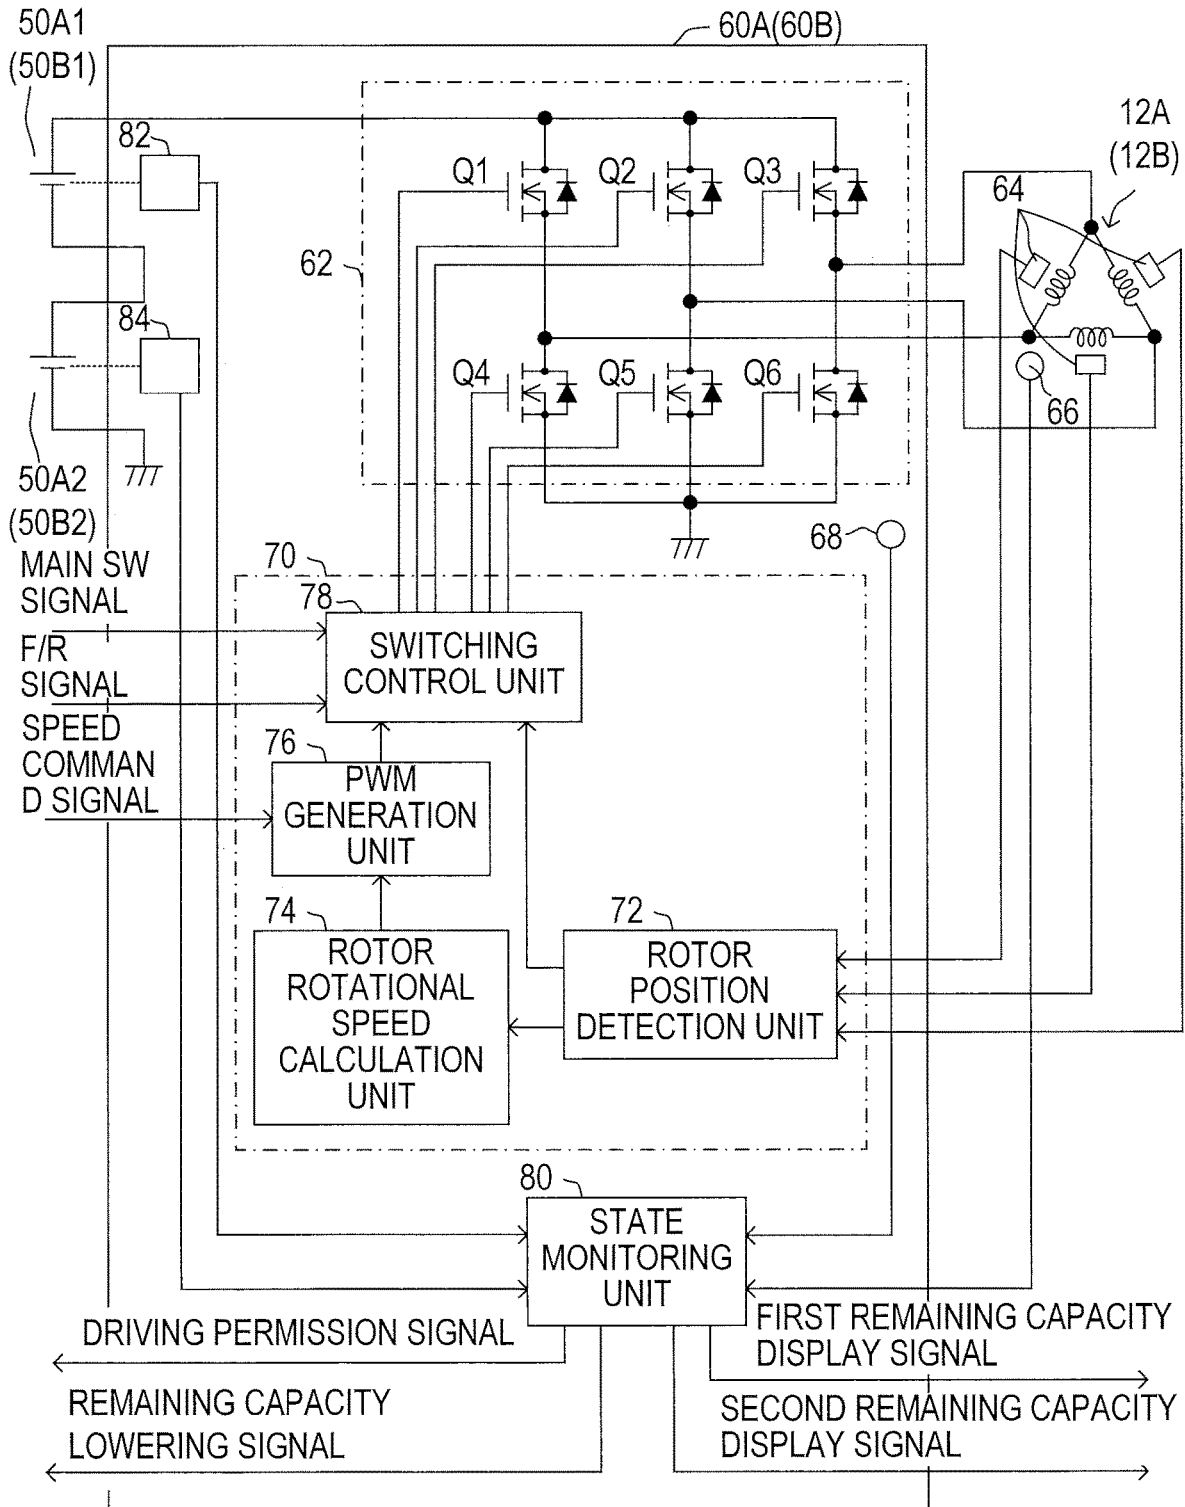 50A1
(50B1)
60A(60B)
82
12A
(12B)
Q1
Q2
Q3
64
62
84
Q4
Q5
Q6
66
50A2
(50B2)
68
MAIN SW
SIGNAL
70
78
SWITCHING
CONTROL UNIT
F/R
SIGNAL
SPEED
COMMAN
D SIGNAL
76
PWM
GENERATION
UNIT
74
ROTOR
ROTATIONAL
SPEED
CALCULATION
UNIT
72
ROTOR
POSITION
DETECTION UNIT
80
STATE
MONITORING
UNIT
DRIVING PERMISSION SIGNAL
FIRST REMAINING CAPACITY
DISPLAY SIGNAL
REMAINING CAPACITY
LOWERING SIGNAL
SECOND REMAINING CAPACITY
DISPLAY SIGNAL